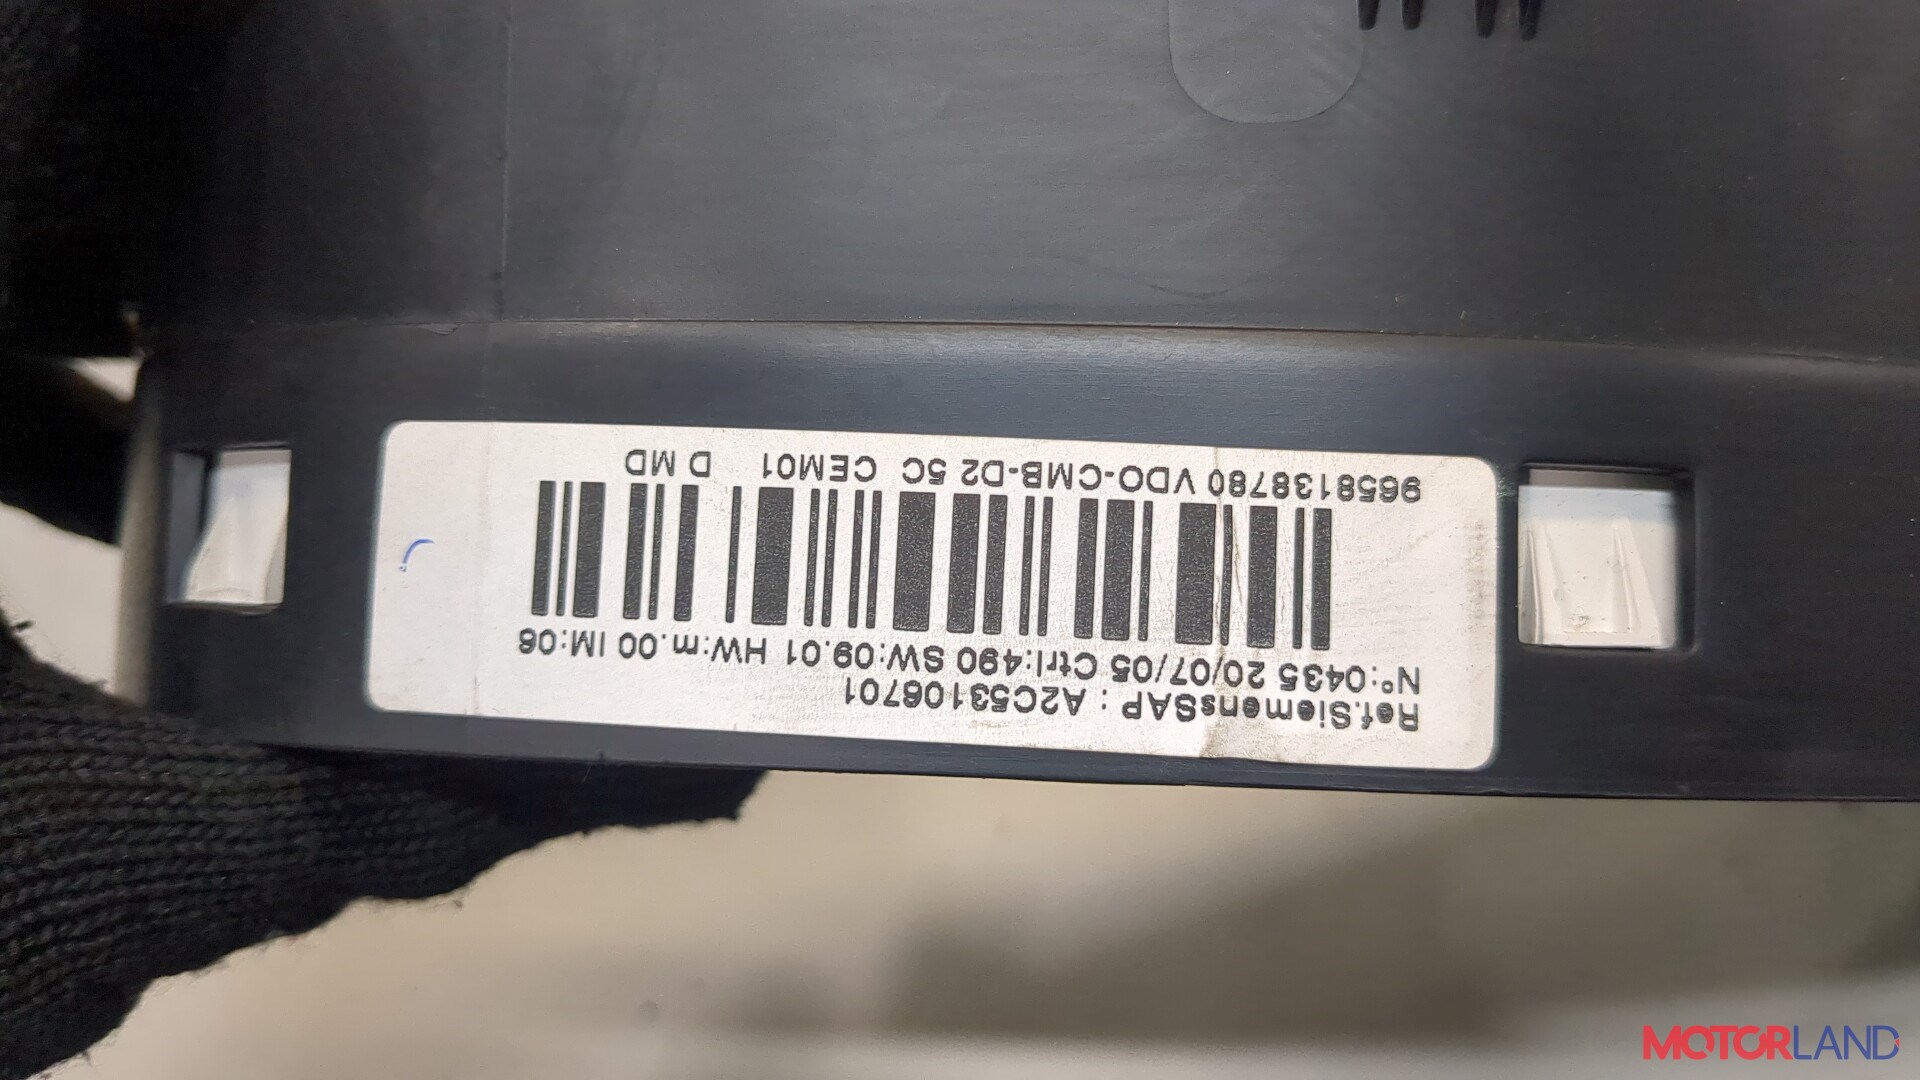 Ref.SiemensSAP : A2C53106701
N°:0435 20/07/05 Ctrl:490 SW:09.01 HW:m.00 IM:06
9658138780 VDO-CMB-D2 5C CEM01 D MD
MOTORLAND